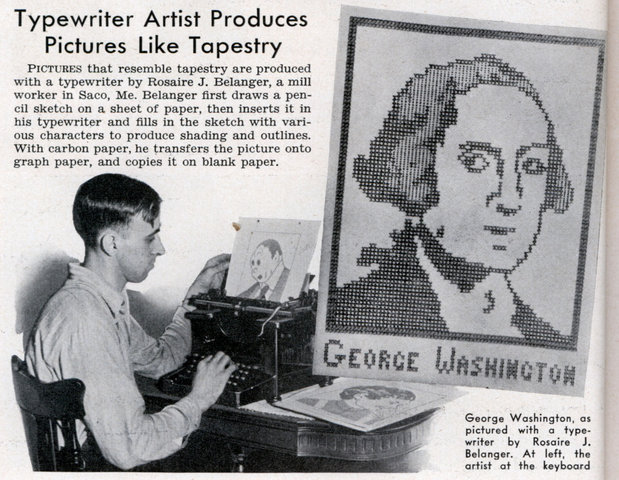 Typewriter Artist Produces
Pictures Like Tapestry
PICTURES that resemble tapestry are produced
with a typewriter by Rosaire J. Belanger, a mill
worker in Saco, Me. Belanger first draws a pen-
cil sketch on a sheet of paper, then inserts it in
his typewriter and fills in the sketch with vari-
ous characters to produce shading and outlines.
With carbon paper, he transfers the picture onto
graph paper, and copies it on blank paper.
GEORGE WASHINGTON
George Washington, as
pictured with a type-
writer by Rosaire J.
Belanger. At left, the
artist at the keyboard